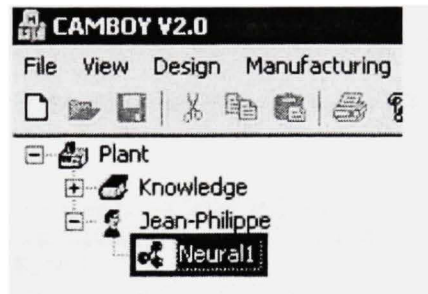 CAMBOY V2.0
File View Design Manufacturing
Plant
Knowledge
Jean-Philippe
Neural1